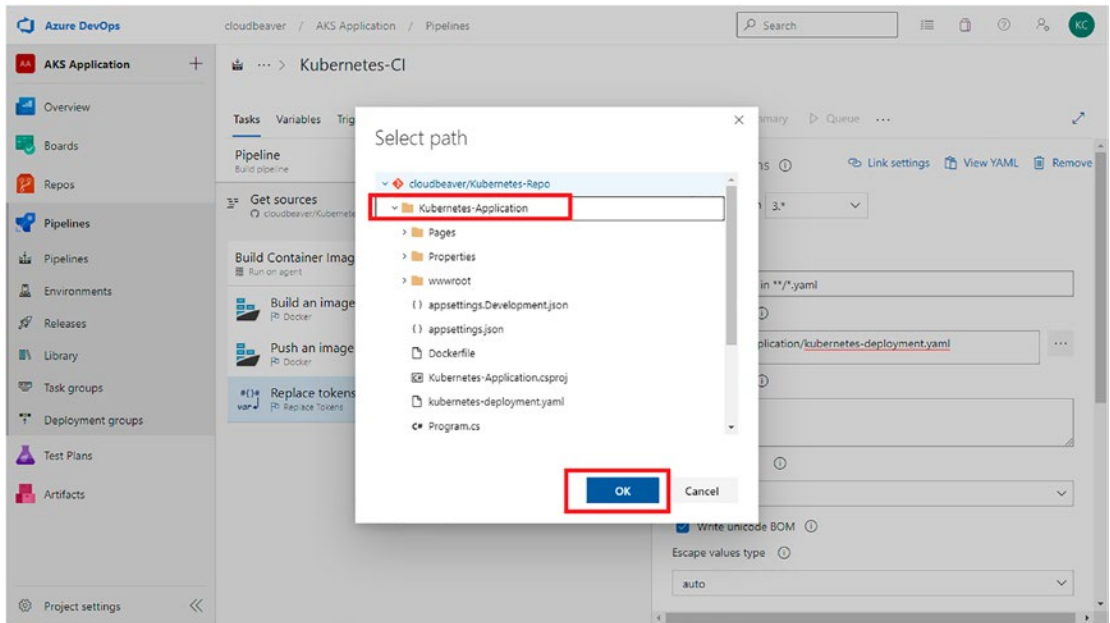 Azure DevOps
cloudbeaver / AKS Application / Pipelines
Search
KC
AA
AKS Application
Overview
Boards
Repos
Pipelines
Pipelines
Environments
Releases
Library
Task groups
Deployment groups
Test Plans
Artifacts
Project settings
... > Kubernetes-CI
Tasks Variables Trig
mmary Queue ...
Pipeline
Build pipeline
Get sources
cloudbeaver/Kubernete
Build Container Imag
Run on agent
Build an image
Docker
Push an image
Docker
Replace tokens
Replace Tokens
Select path
cloudbeaver/Kubernetes-Repo
Kubernetes-Application
Pages
Properties
wwwroot
appsettings.Development.json
appsettings.json
Dockerfile
Kubernetes-Application.csproj
kubernetes-deployment.yaml
C# Program.cs
OK
Cancel
Link settings View YAML Remove
3.*
in **/*.yaml
plication/kubernetes-deployment.yaml
...
Write unicode BOM
Escape values type
auto